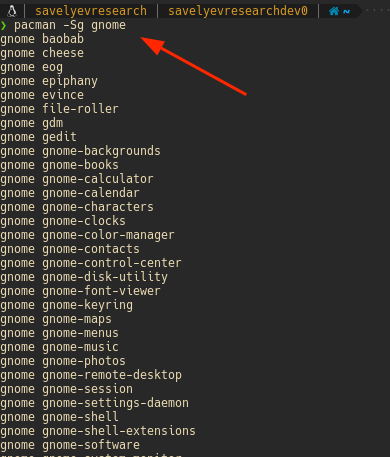 savelyevresearch | savelyevresearchdev0 | ~
❯ pacman -Sg gnome
gnome baobab
gnome cheese
gnome eog
gnome epiphany
gnome evince
gnome file-roller
gnome gdm
gnome gedit
gnome gnome-backgrounds
gnome gnome-books
gnome gnome-calculator
gnome gnome-calendar
gnome gnome-characters
gnome gnome-clocks
gnome gnome-color-manager
gnome gnome-contacts
gnome gnome-control-center
gnome gnome-disk-utility
gnome gnome-font-viewer
gnome gnome-keyring
gnome gnome-maps
gnome gnome-menus
gnome gnome-music
gnome gnome-photos
gnome gnome-remote-desktop
gnome gnome-session
gnome gnome-settings-daemon
gnome gnome-shell
gnome gnome-shell-extensions
gnome gnome-software
gnome gnome-system-monitor